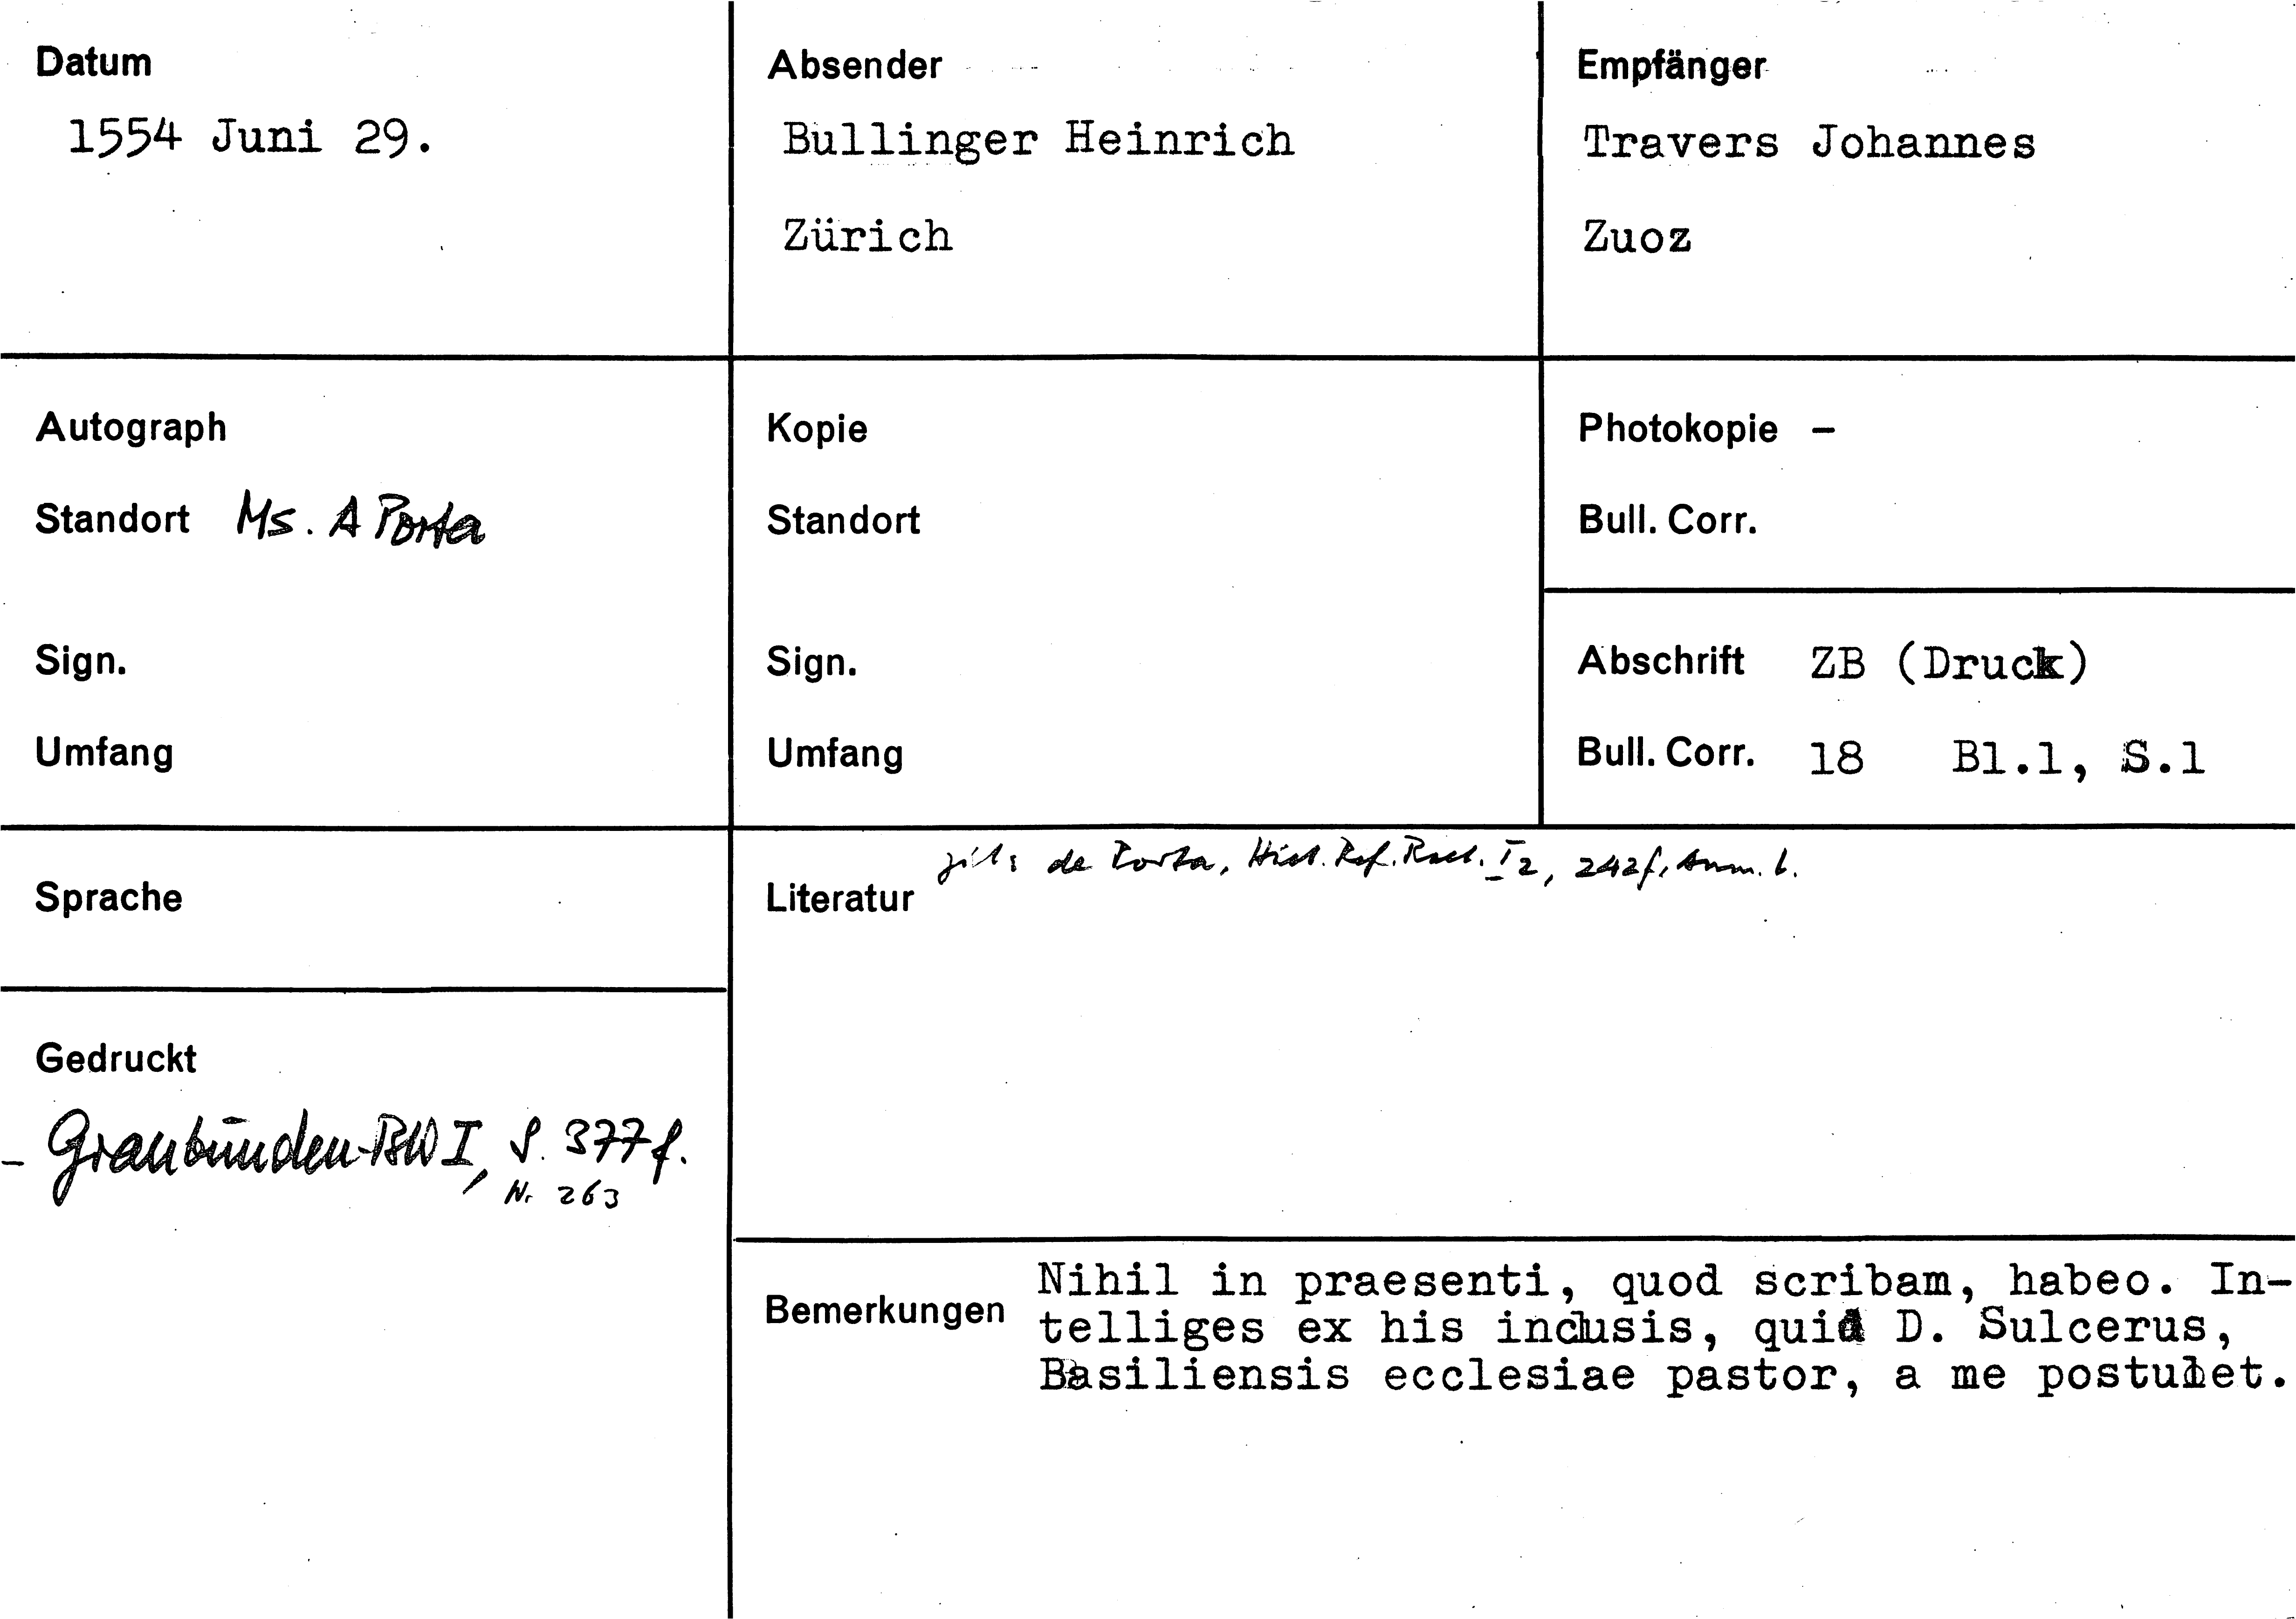 Datum
1554 Juni 29.
Absender
Bullinger Heinrich
Zürich
Empfänger
Travers Johannes
Zuoz
Autograph
Standort Ms. A Porta
Sign.
Umfang
Kopie
Standort
Sign.
Umfang
Photokopie –
Bull. Corr.
Abschrift ZB (Druck)
Bull. Corr. 18 Bl.1, S.1
Sprache
Gedruckt
- Graubünden-BW I, S. 377 f.
Nr 263
Literatur zit: de Porta, Hist. Ref. Raet. I 2, 242 f, Anm. b.
Bemerkungen Nihil in praesenti, quod scribam, habeo. In-
telliges ex his inclusis, quid D. Sulcerus,
Basiliensis ecclesiae pastor, a me postulet.